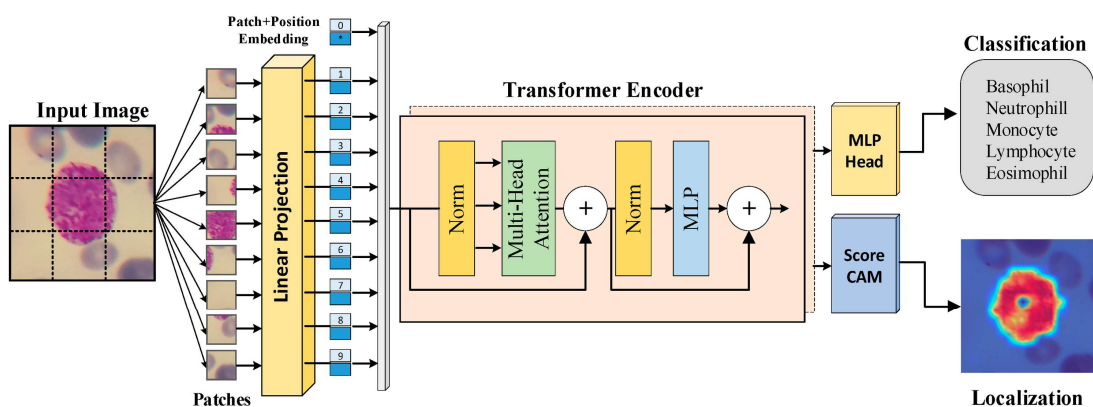 Input Image
Patches
Patch+Position
Embedding
Linear Projection
0
*
1
2
3
4
5
6
7
8
9
Transformer Encoder
Norm
Multi-Head
Attention
+
Norm
MLP
+
MLP
Head
Score
CAM
Classification
Basophil
Neutrophill
Monocyte
Lymphocyte
Eosimophil
Localization